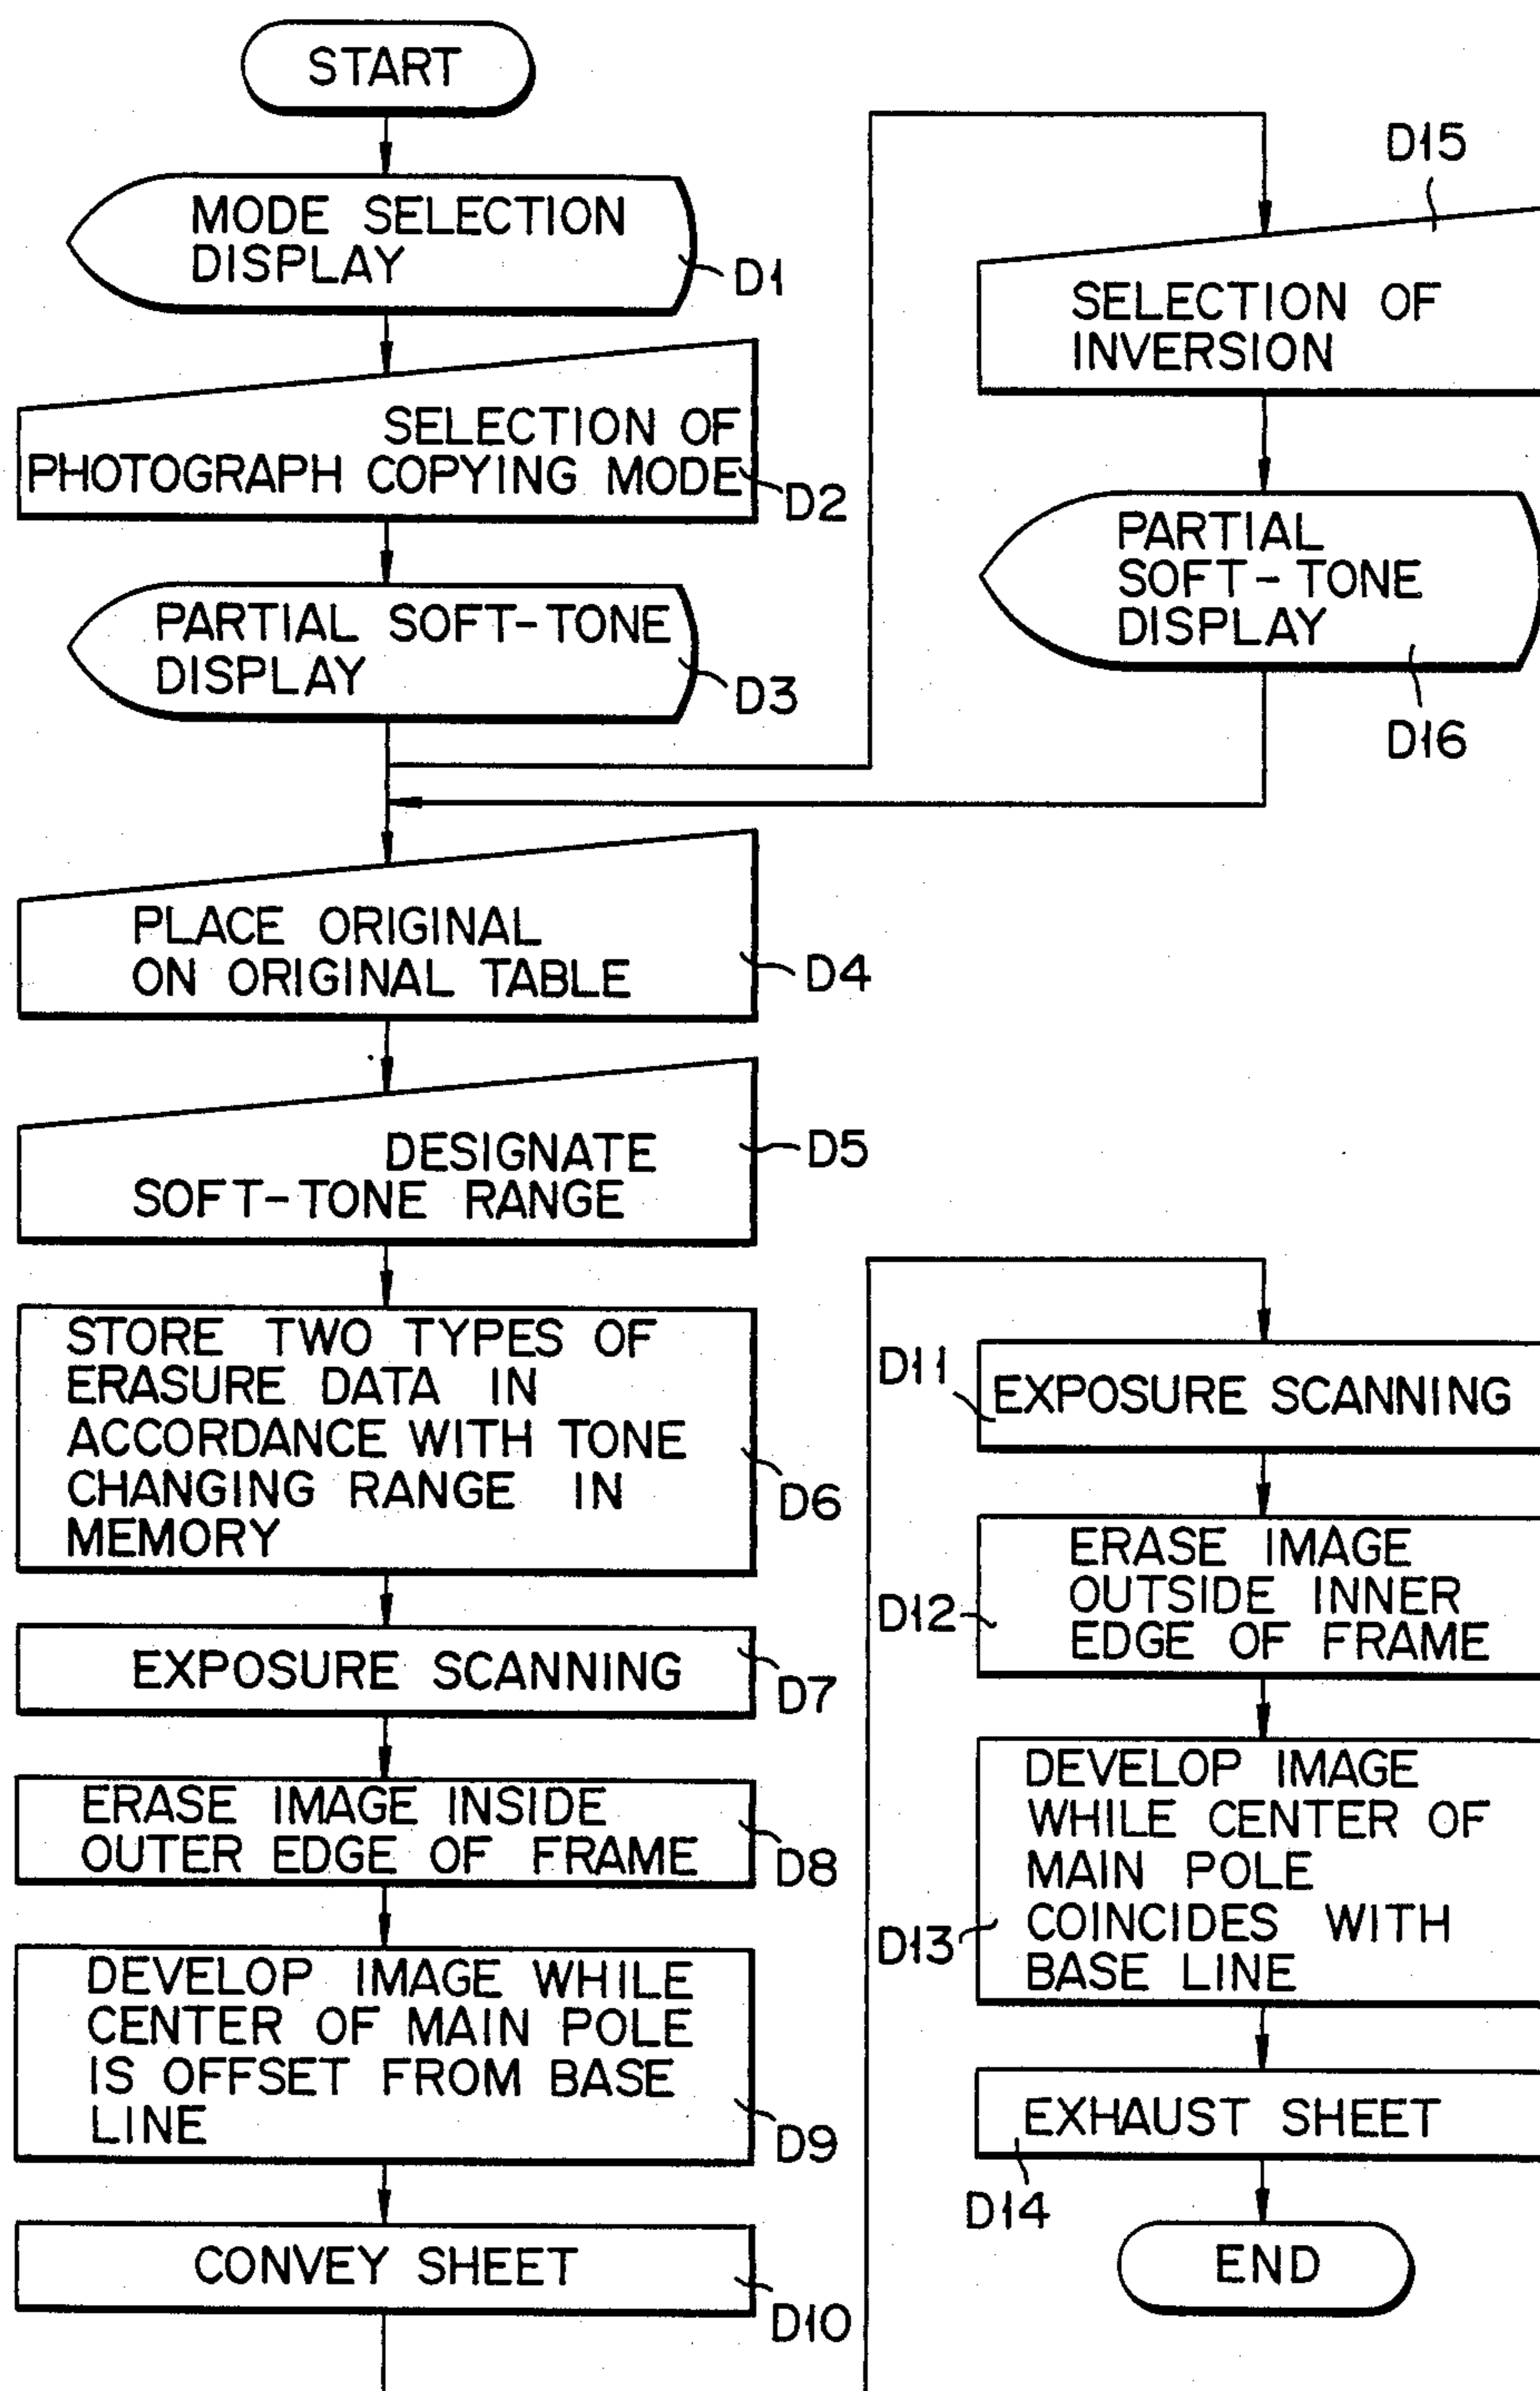 START
MODE SELECTION
DISPLAY
D1
SELECTION OF
PHOTOGRAPH COPYING MODE
D2
PARTIAL SOFT-TONE
DISPLAY
D3
PLACE ORIGINAL
ON ORIGINAL TABLE
D4
DESIGNATE
SOFT-TONE RANGE
D5
STORE TWO TYPES OF
ERASURE DATA IN
ACCORDANCE WITH TONE
CHANGING RANGE IN
MEMORY
D6
EXPOSURE SCANNING
D7
ERASE IMAGE INSIDE
OUTER EDGE OF FRAME
D8
DEVELOP IMAGE WHILE
CENTER OF MAIN POLE
IS OFFSET FROM BASE
LINE
D9
CONVEY SHEET
D10
D15
SELECTION OF
INVERSION
PARTIAL
SOFT-TONE
DISPLAY
D16
D11
EXPOSURE SCANNING
ERASE IMAGE
OUTSIDE INNER
EDGE OF FRAME
D12
DEVELOP IMAGE
WHILE CENTER OF
MAIN POLE
COINCIDES WITH
BASE LINE
D13
EXHAUST SHEET
D14
END